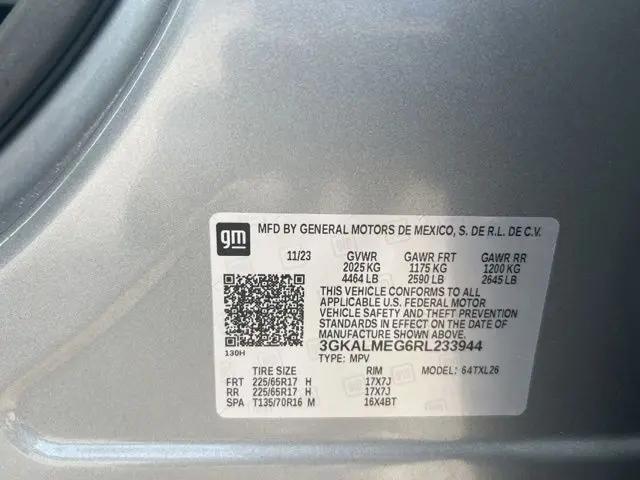 gm MFD BY GENERAL MOTORS DE MEXICO, S. DE R.L. DE C.V.
11/23 GVWR GAWR FRT GAWR RR
2025 KG 1175 KG 1200 KG
4464 LB 2590 LB 2645 LB
THIS VEHICLE CONFORMS TO ALL
APPLICABLE U.S. FEDERAL MOTOR
VEHICLE SAFETY AND THEFT PREVENTION
STANDARDS IN EFFECT ON THE DATE OF
MANUFACTURE SHOWN ABOVE.
3GKALMEG6RL233944
130H
TYPE: MPV MODEL: 64TXL26
TIRE SIZE RIM
FRT 225/65R17 H 17X7J
RR 225/65R17 H 17X7J
SPA T135/70R16 M 16X4BT